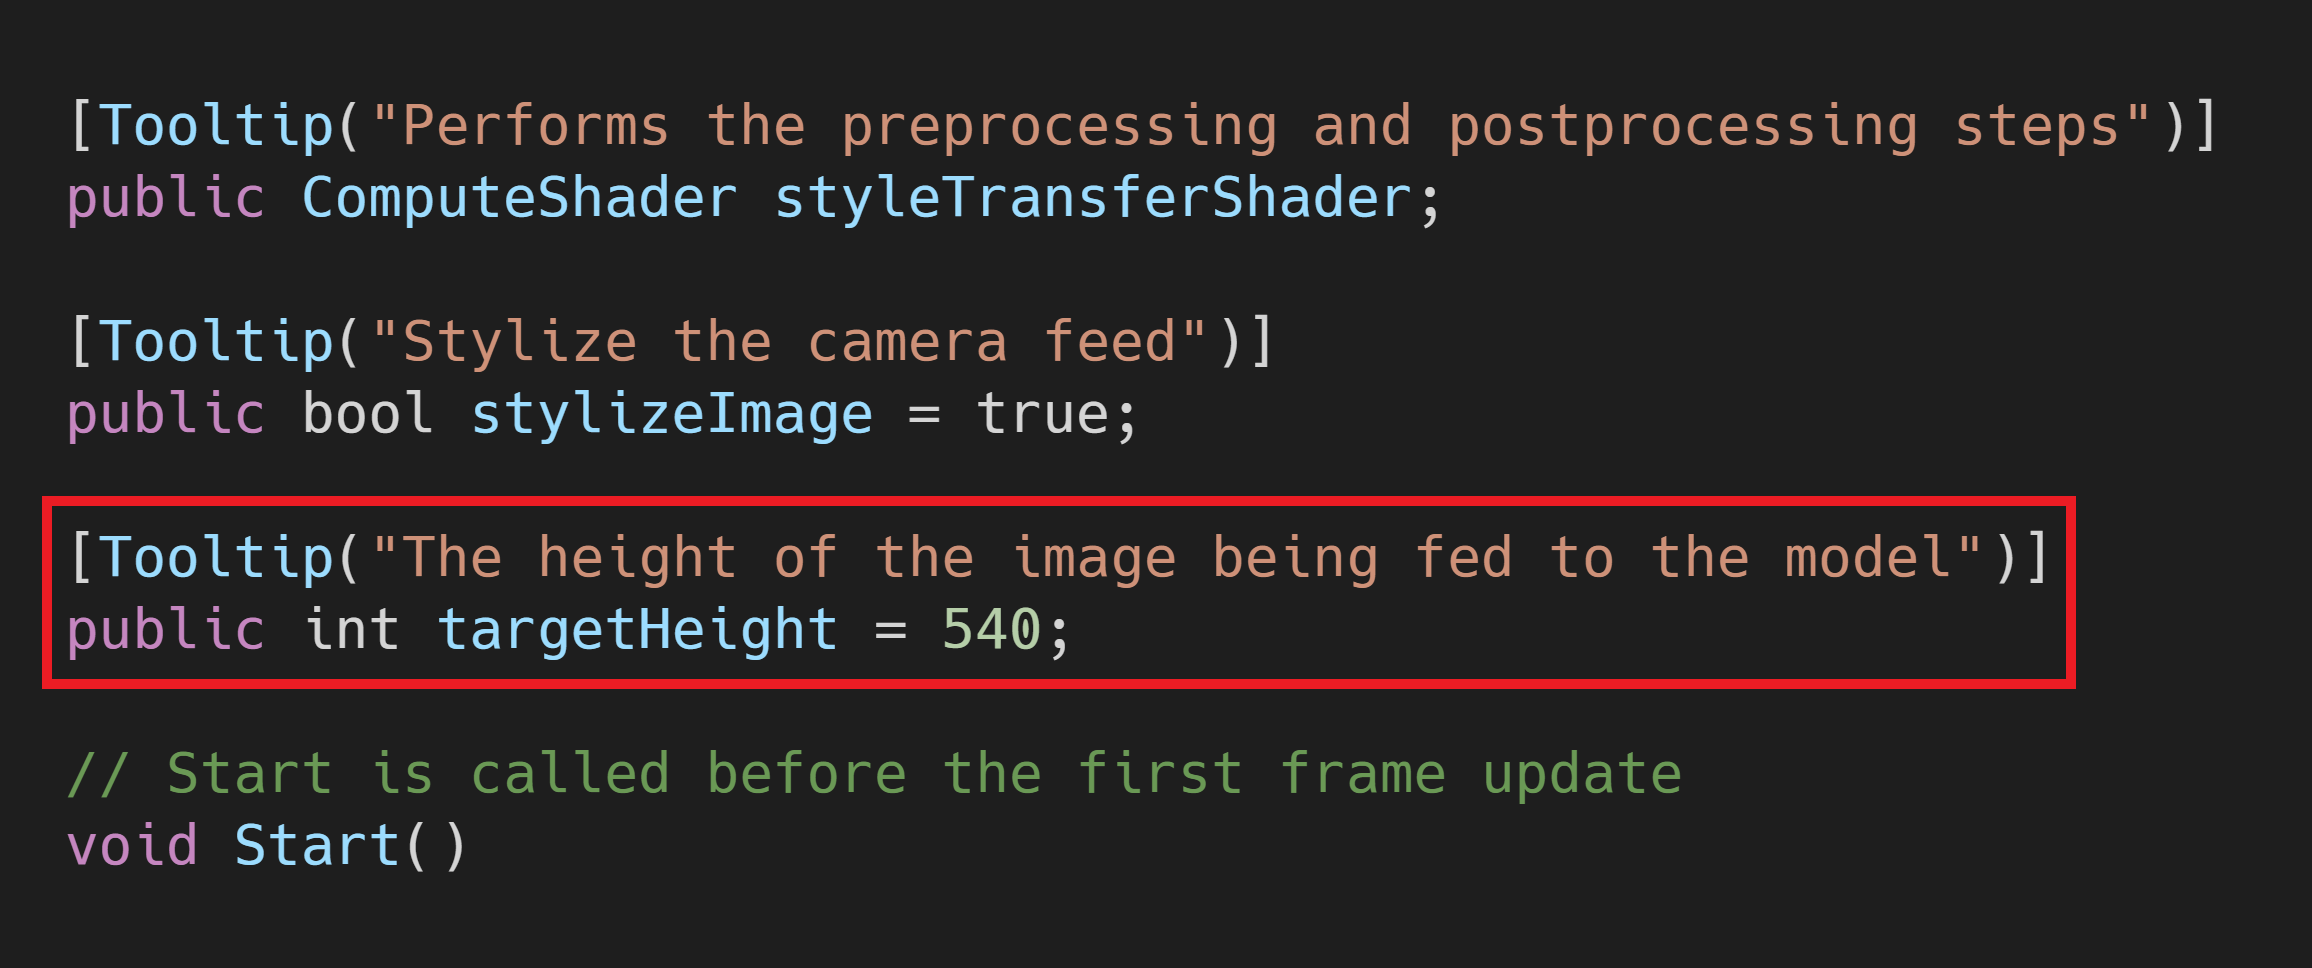 [Tooltip("Performs the preprocessing and postprocessing steps")]
public ComputeShader styleTransferShader;
[Tooltip("Stylize the camera feed")]
public bool stylizeImage = true;
[Tooltip("The height of the image being fed to the model")]
public int targetHeight = 540;
// Start is called before the first frame update
void Start()